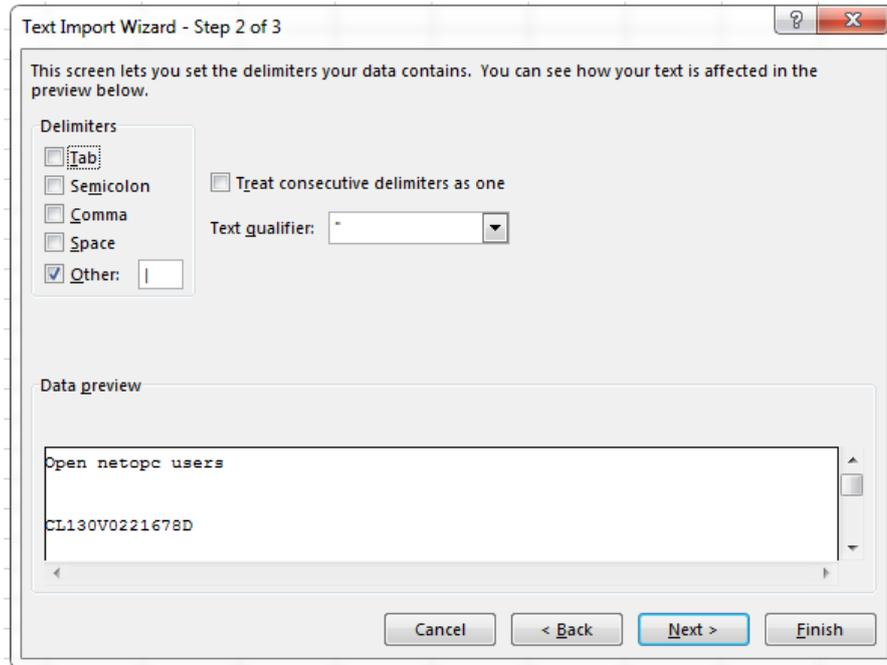 Text Import Wizard - Step 2 of 3
This screen lets you set the delimiters your data contains.  You can see how your text is affected in the
preview below.
Delimiters
Tab
Semicolon
Comma
Space
Other: |
Treat consecutive delimiters as one
Text qualifier: "
Data preview
Open netopc users
CL130V0221678D
Cancel
< Back
Next >
Finish